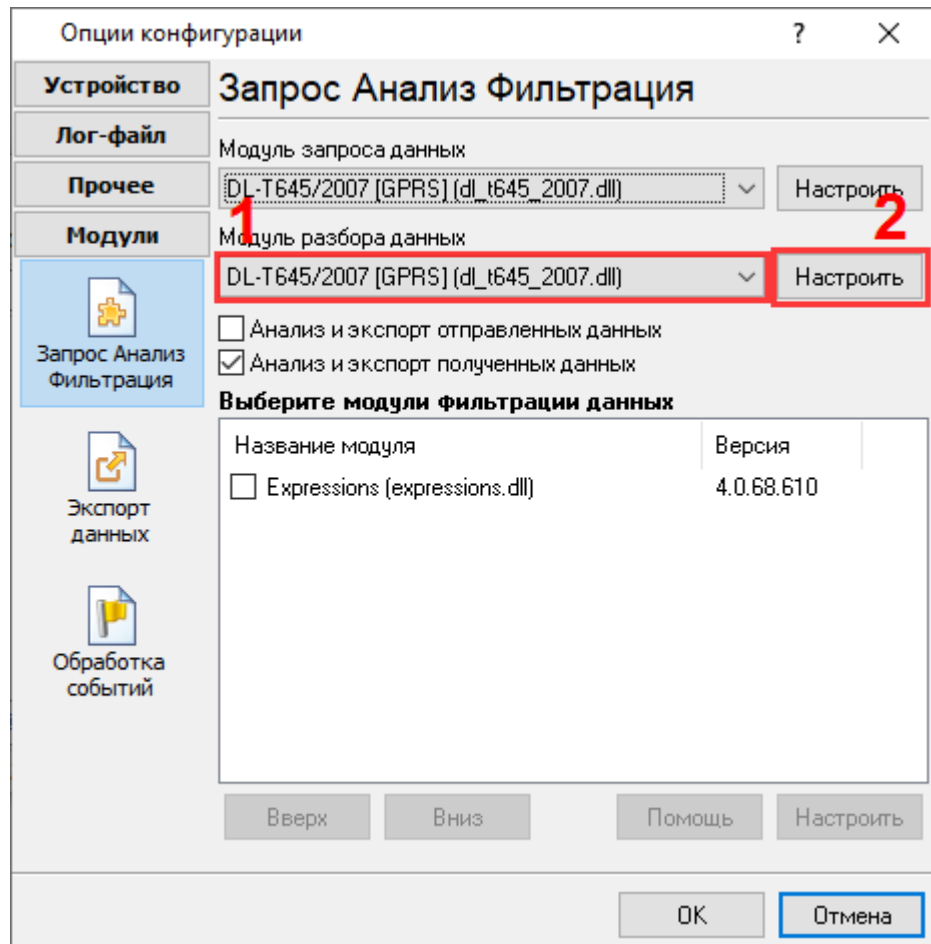 Опции конфигурации
?
Устройство
Лог-файл
Прочее
Модули
Запрос Анализ
Фильтрация
Экспорт
данных
Обработка
событий
Запрос Анализ Фильтрация
Модуль запроса данных
DL-T645/2007 [GPRS] (dl_t645_2007.dll)
Настроить
1
2
Модуль разбора данных
DL-T645/2007 [GPRS] (dl_t645_2007.dll)
Настроить
Анализ и экспорт отправленных данных
Анализ и экспорт полученных данных
Выберите модули фильтрации данных
Название модуля Версия
Expressions (expressions.dll) 4.0.68.610
Вверх Вниз Помощь Настроить
OK Отмена